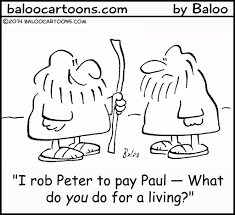 baloocartoons.com by Baloo
©2014 BALOOCARTOONS.COM
Baloo
"I rob Peter to pay Paul — What
do you do for a living?"